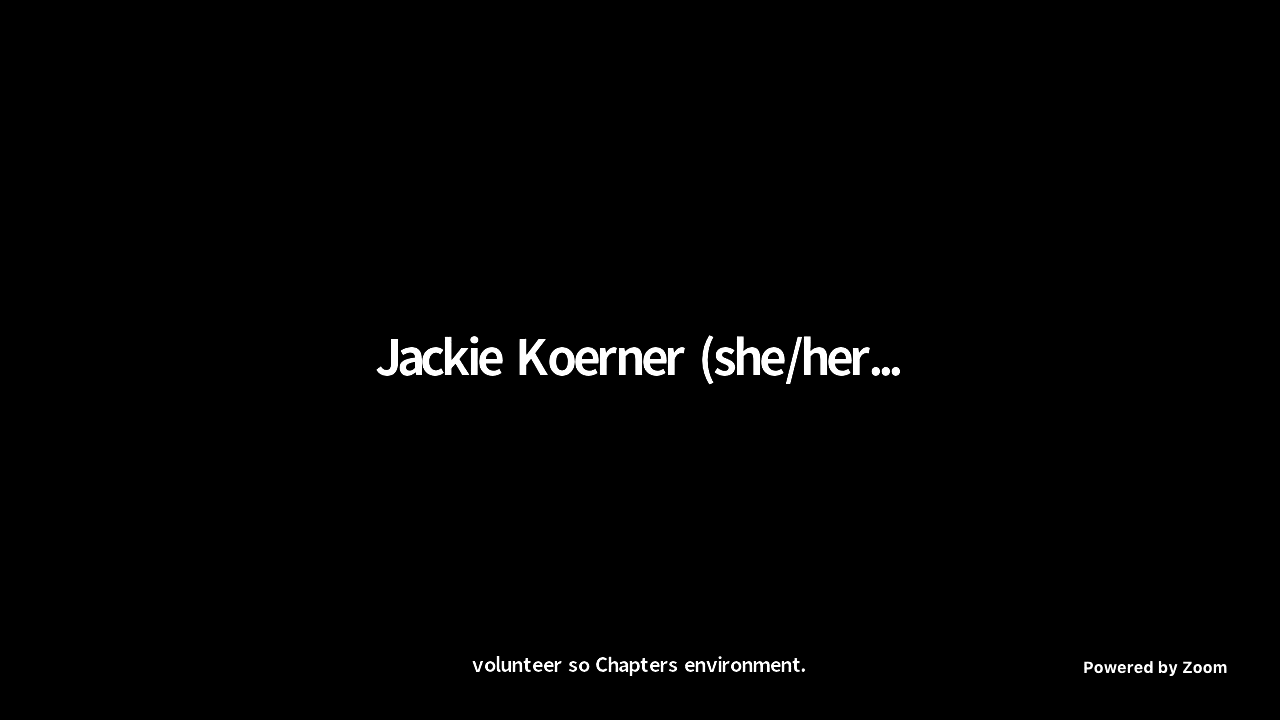 Jackie Koerner (she/her...
volunteer so Chapters environment.
Powered by Zoom